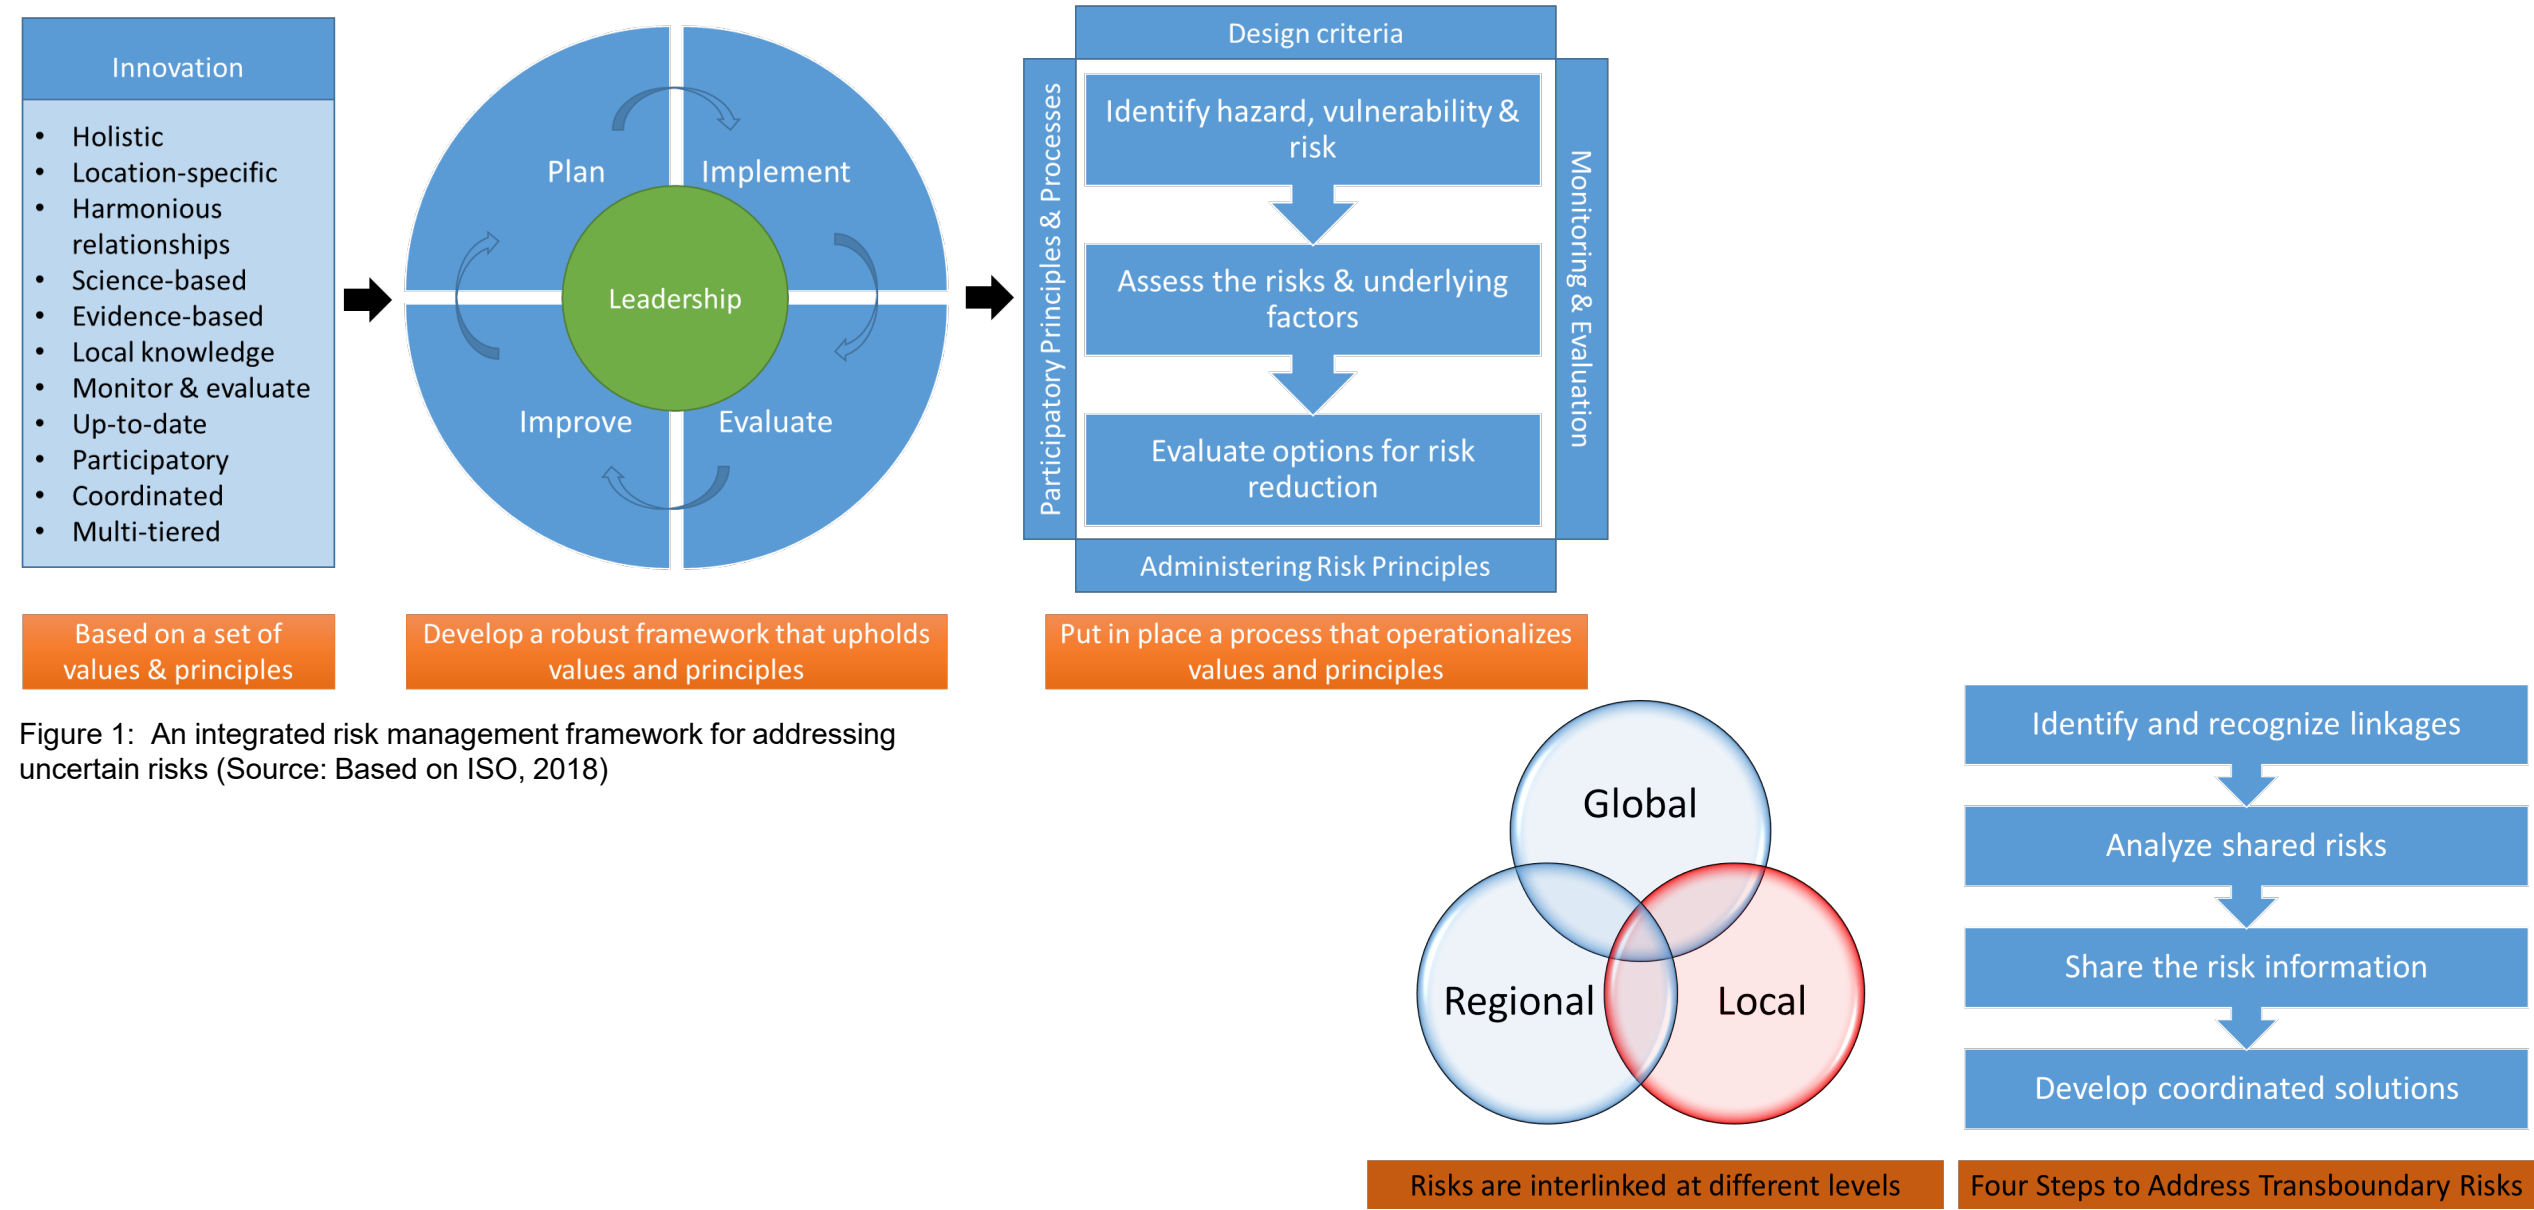 Innovation
• Holistic
• Location-specific
• Harmonious
relationships
• Science-based
• Evidence-based
• Local knowledge
• Monitor & evaluate
• Up-to-date
• Participatory
• Coordinated
• Multi-tiered
Based on a set of
values & principles
Plan
Implement
Leadership
Improve
Evaluate
Develop a robust framework that upholds
values and principles
Design criteria
Participatory Principles & Processes
Identify hazard, vulnerability &
risk
Assess the risks & underlying
factors
Evaluate options for risk
reduction
Monitoring & Evaluation
Administering Risk Principles
Put in place a process that operationalizes
values and principles
Figure 1:  An integrated risk management framework for addressing
uncertain risks (Source: Based on ISO, 2018)
Global
Regional
Local
Risks are interlinked at different levels
Identify and recognize linkages
Analyze shared risks
Share the risk information
Develop coordinated solutions
Four Steps to Address Transboundary Risks